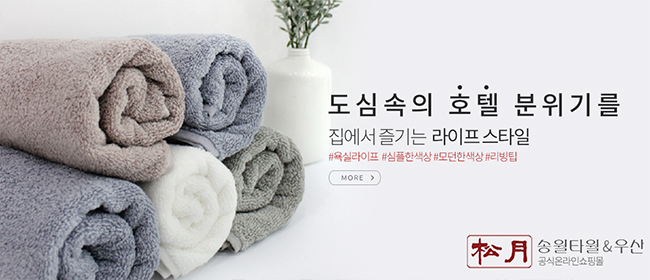 도심속의 호텔 분위기를
집에서 즐기는 라이프 스타일
#욕실라이프 #심플한색상 #모던한색상 #리빙팁
MORE >
松月 송월타월&우산
공식온라인쇼핑몰